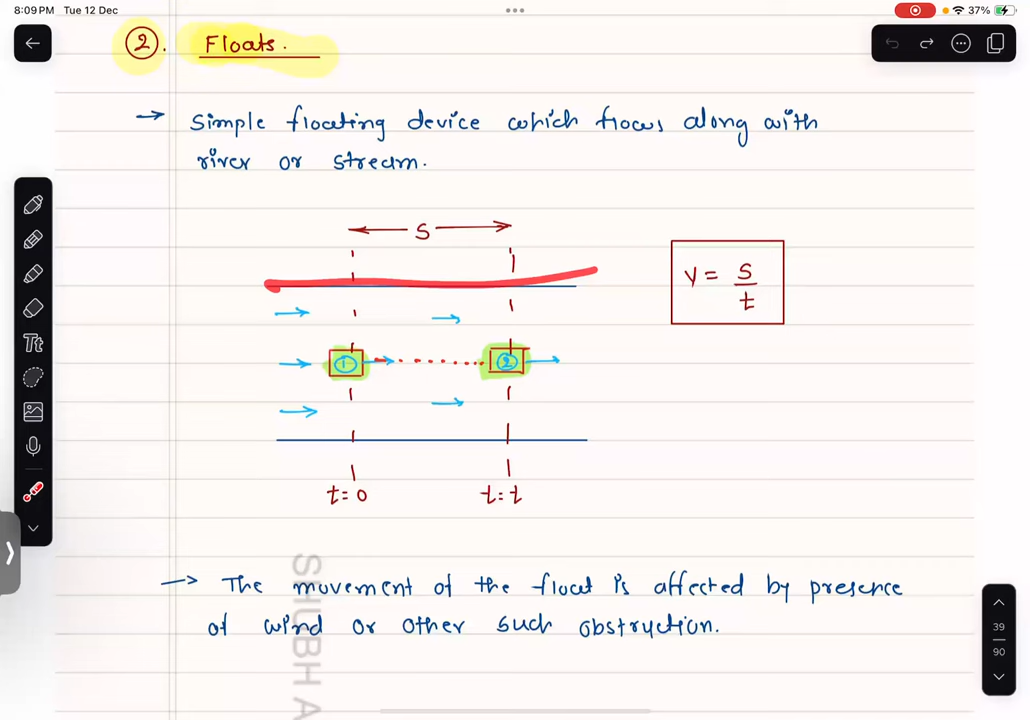 8:09 PM Tue 12 Dec
37%
② . Floats.
→ Simple floating device which flows along with
river or stream.
S
V = S / t
①
②
t = 0
t = t
→ The movement of the float is affected by presence
of wind or other such obstruction.
Tt
39
90
SHUBH A